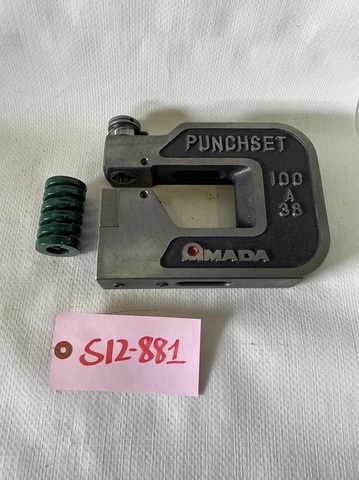 PUNCHSET
100
A
38
AMADA
S12-881